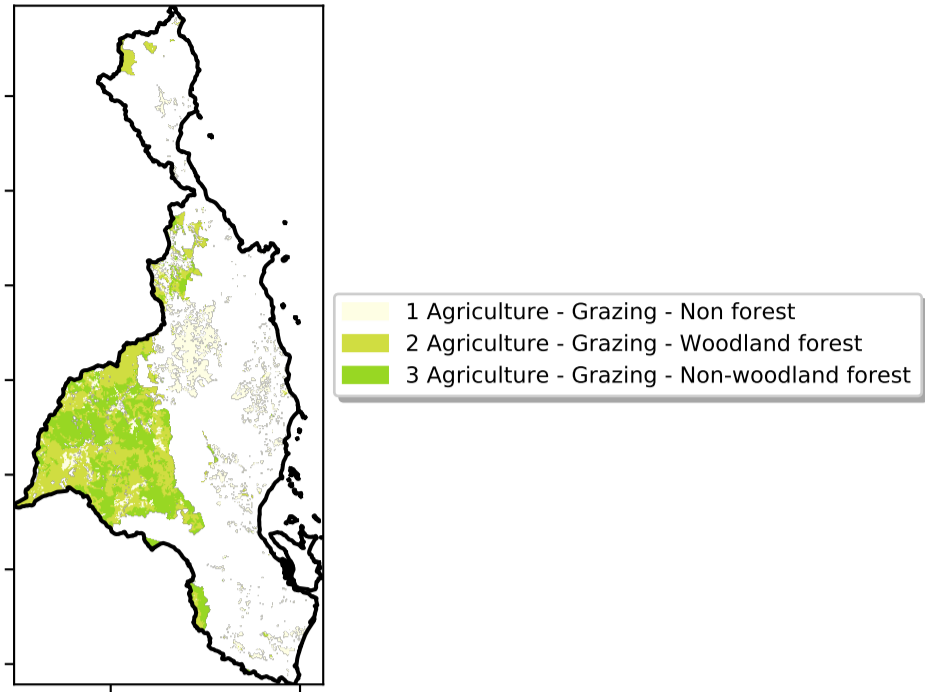 1 Agriculture - Grazing - Non forest
2 Agriculture - Grazing - Woodland forest
3 Agriculture - Grazing - Non-woodland forest